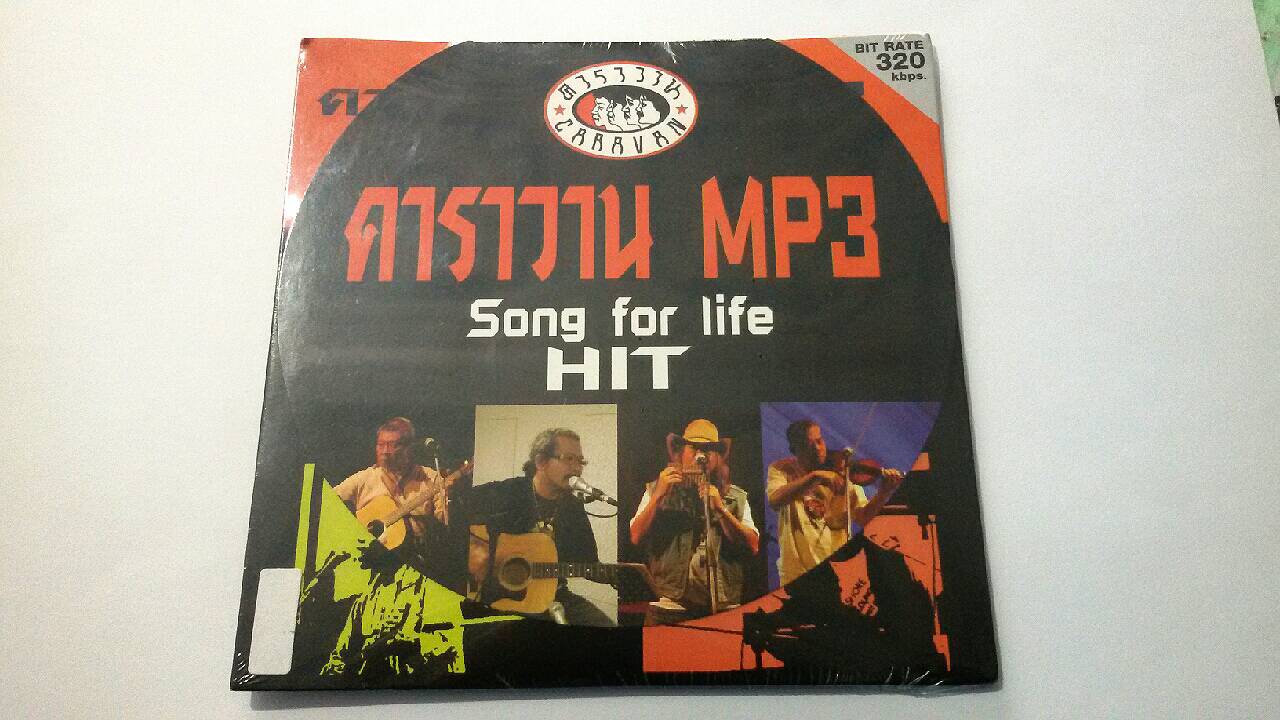 BIT RATE
320
kbps.
คาราวาน
CARAVAN
คาราวาน MP3
Song for life
HIT